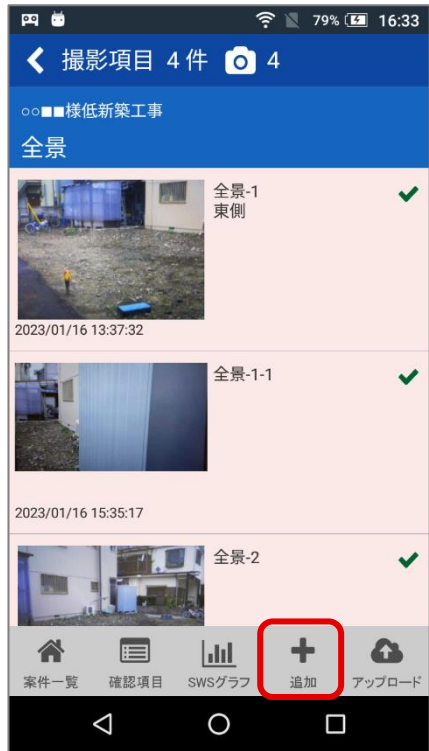 79% 16:33
撮影項目 4件 4
○○■■様低新築工事
全景
全景-1
東側
2023/01/16 13:37:32
全景-1-1
2023/01/16 15:35:17
全景-2
案件一覧 確認項目 SWSグラフ 追加 アップロード